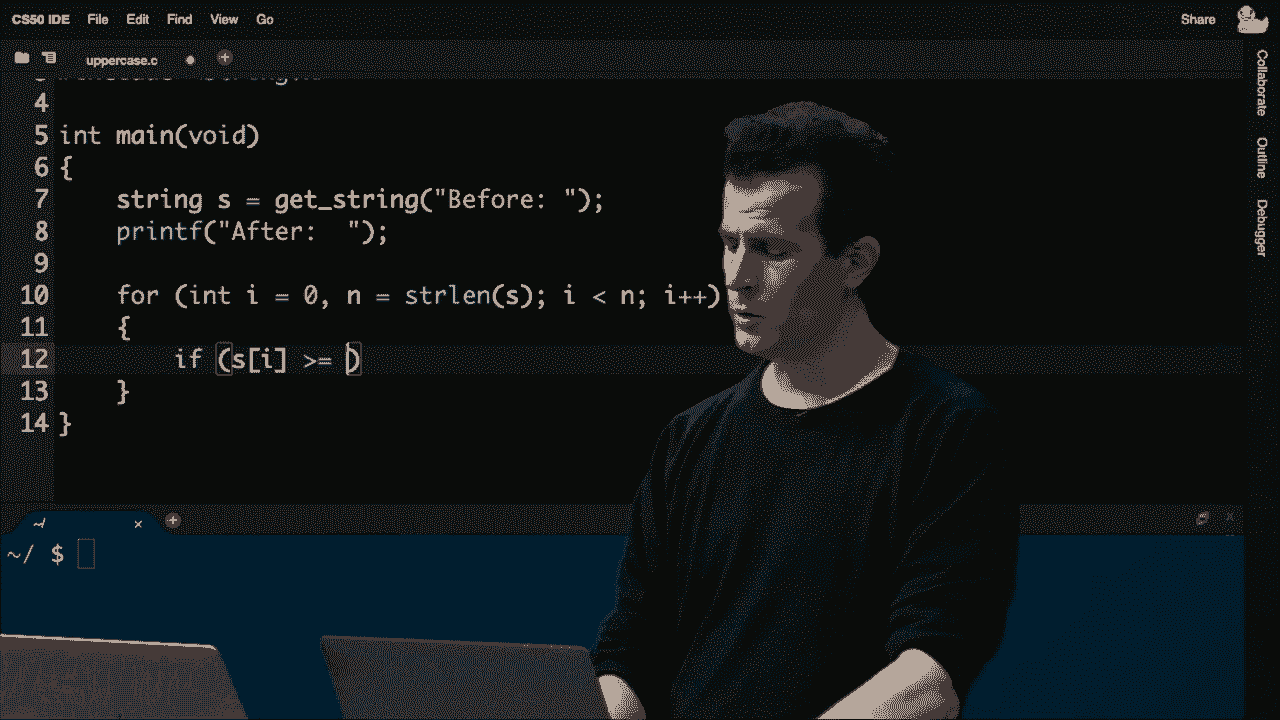 CS50 IDE File Edit Find View Go Share
uppercase.c
4
5 int main(void)
6 {
7 string s = get_string("Before: ");
8 printf("After:  ");
9
10 for (int i = 0, n = strlen(s); i < n; i++)
11 {
12 if (s[i] >= )
13 }
14 }
~/ $
Collaborate
Outline
Debugger